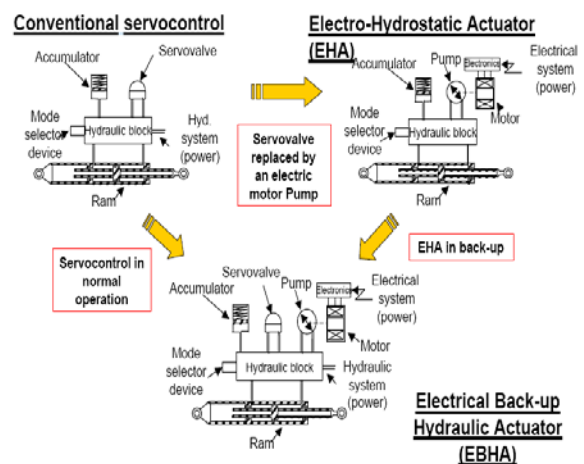 Conventional servocontrol
Servovalve
Accumulator
Mode
selector
device
Hydraulic block
Hyd.
system
(power)
Ram
Servovalve
replaced by
an electric
motor Pump
Electro-Hydrostatic Actuator
(EHA)
Pump
Electronics
Electrical
system
(power)
Accumulator
Motor
Mode
selector
device
Hydraulic block
Ram
Servocontrol in
normal
operation
EHA in back-up
Servovalve
Pump
Electronics
Electrical
system
(power)
Accumulator
Motor
Mode
selector
device
Hydraulic block
Hydraulic
system
(power)
Ram
Electrical Back-up
Hydraulic Actuator
(EBHA)